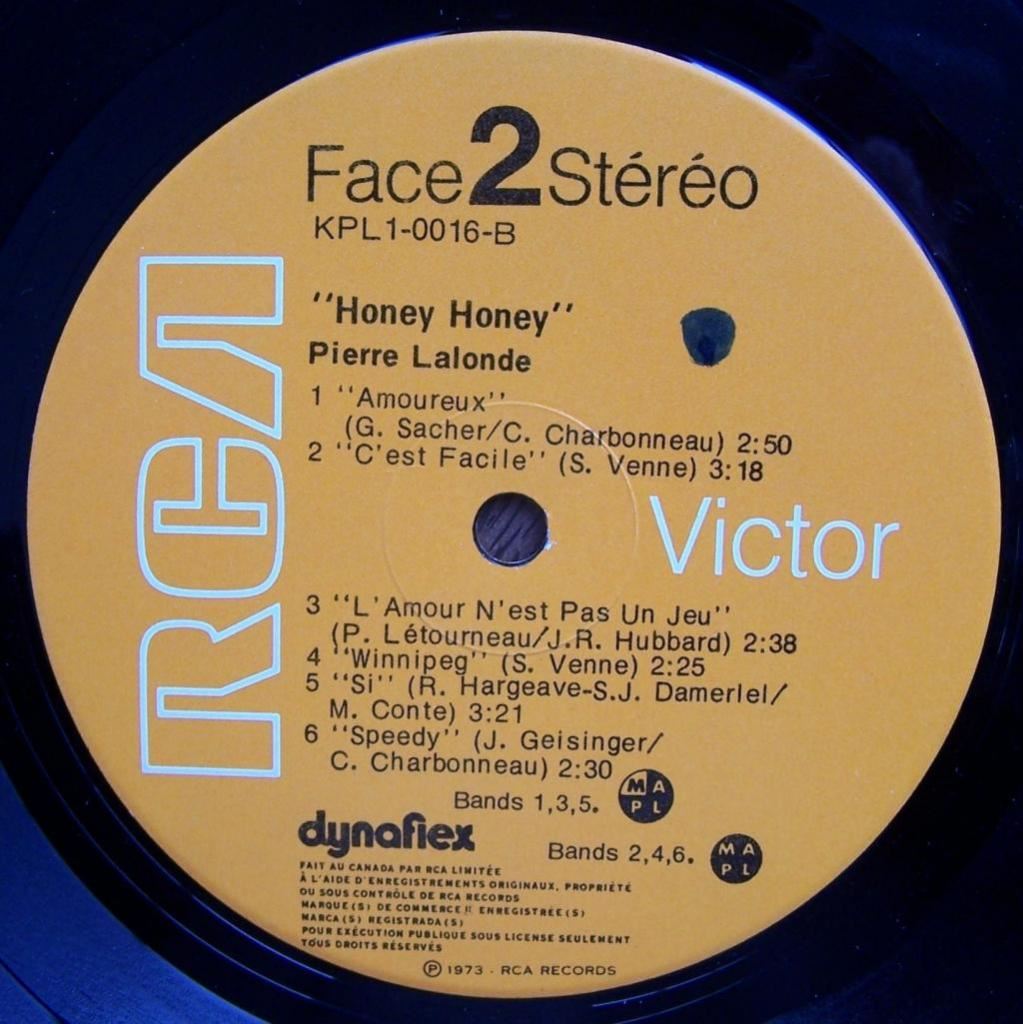 Face 2 Stéréo
KPL1-0016-B
"Honey Honey"
Pierre Lalonde
1 "Amoureux"
(G. Sacher/C. Charbonneau) 2:50
2 "C'est Facile" (S. Venne) 3:18
RCA
Victor
3 "L'Amour N'est Pas Un Jeu"
(P. Létourneau/J.R. Hubbard) 2:38
4 "Winnipeg" (S. Venne) 2:25
5 "Si" (R. Hargeave-S.J. Damerlel/
M. Conte) 3:21
6 "Speedy" (J. Geisinger/
C. Charbonneau) 2:30
Bands 1,3,5. MAPL
dynaflex
Bands 2,4,6. MAPL
FAIT AU CANADA PAR RCA LIMITÉE
À L'AIDE D'ENREGISTREMENTS ORIGINAUX, PROPRIÉTÉ
OU SOUS CONTRÔLE DE RCA RECORDS
MARQUE(S) DE COMMERCE ENREGISTRÉE(S)
MARCA(S) REGISTRADA(S)
POUR EXÉCUTION PUBLIQUE SOUS LICENSE SEULEMENT
TOUS DROITS RÉSERVÉS
Ⓟ 1973 - RCA RECORDS